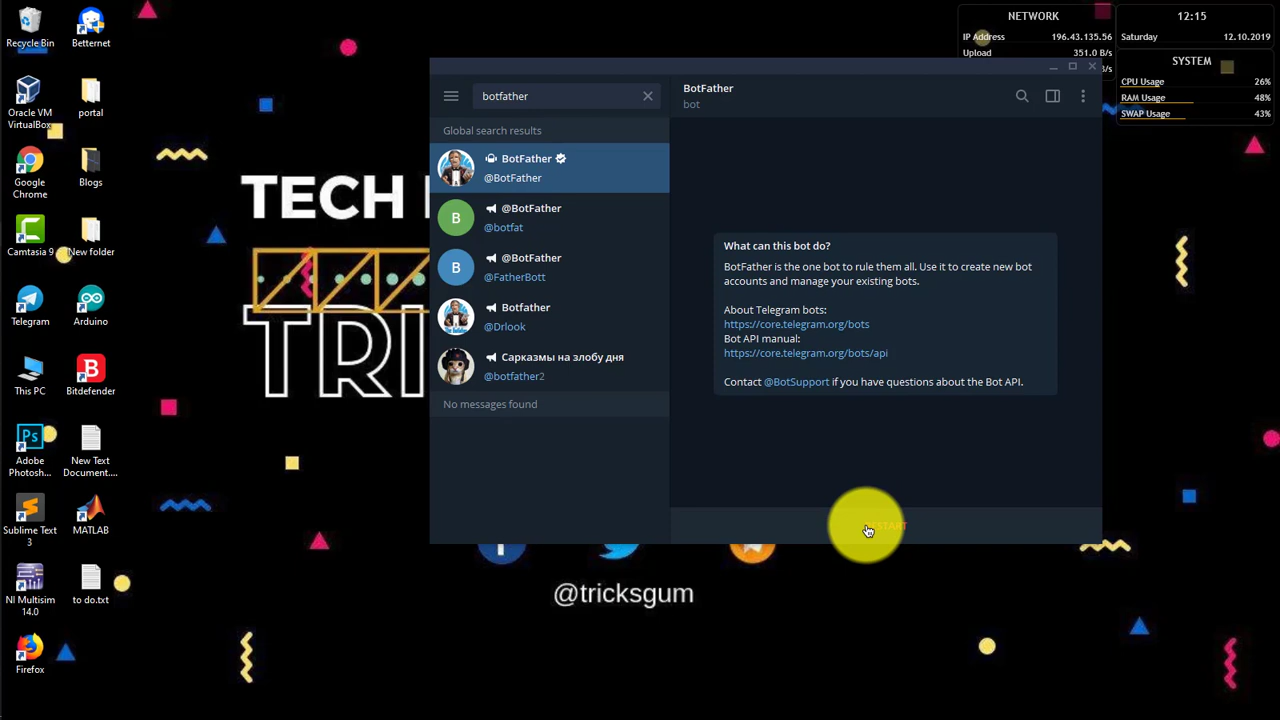 Recycle Bin
Betternet
Oracle VM
VirtualBox
portal
Google
Chrome
Blogs
Camtasia 9
New folder
Telegram
Arduino
This PC
Bitdefender
Adobe
Photosh...
New Text
Document....
Sublime Text
3
MATLAB
NI Multisim
14.0
to do.txt
Firefox
TECH
TRI
@tricksgum
botfather
Global search results
BotFather
@BotFather
@BotFather
@botfat
@BotFather
@FatherBott
Botfather
@Drlook
Сарказмы на злобу дня
@botfather2
No messages found
BotFather
bot
What can this bot do?
BotFather is the one bot to rule them all. Use it to create new bot
accounts and manage your existing bots.
About Telegram bots:
https://core.telegram.org/bots
Bot API manual:
https://core.telegram.org/bots/api
Contact @BotSupport if you have questions about the Bot API.
NETWORK
IP Address 196.43.135.56
Upload 351.0 B/s
12:15
Saturday 12.10.2019
SYSTEM
CPU Usage 26%
RAM Usage 48%
SWAP Usage 43%